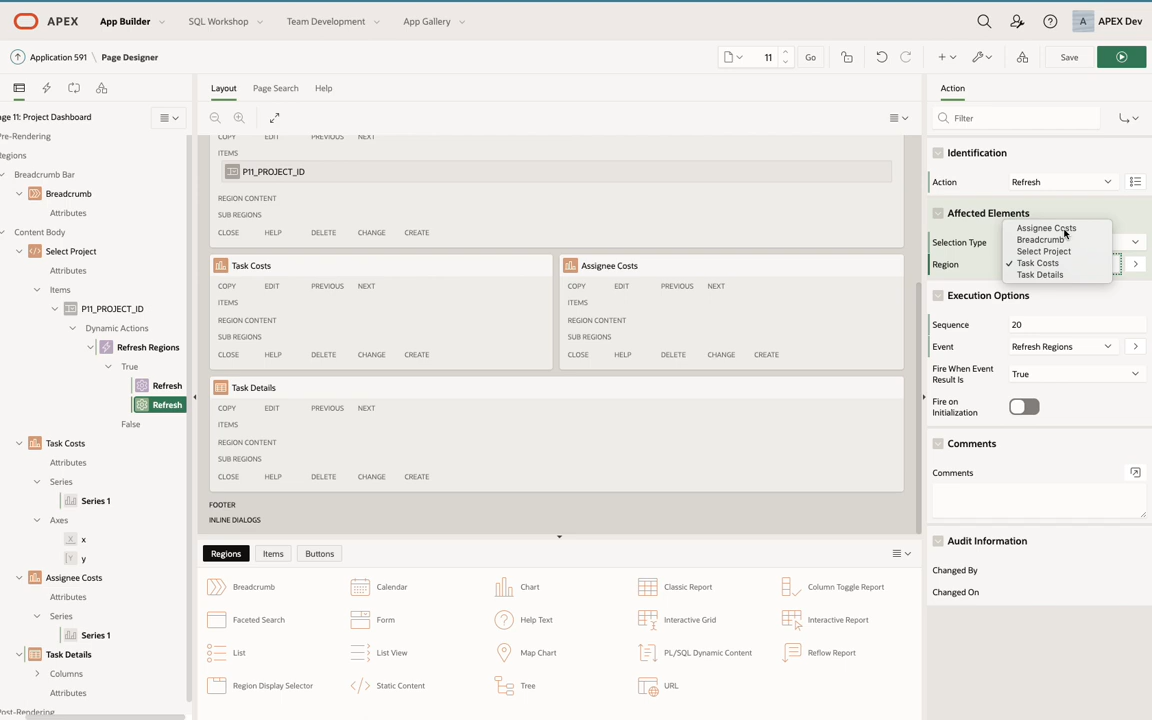 APEX App Builder SQL Workshop Team Development App Gallery A APEX Dev
Application 591 \ Page Designer 11 Go Save
Layout Page Search Help
Action
age 11: Project Dashboard
Pre-Rendering
Regions
Breadcrumb Bar
Breadcrumb
Attributes
Content Body
Select Project
Attributes
Items
P11_PROJECT_ID
Dynamic Actions
Refresh Regions
True
Refresh
Refresh
False
Task Costs
Attributes
Series
Series 1
Axes
x
y
Assignee Costs
Attributes
Series
Series 1
Task Details
Columns
Attributes
Post-Rendering
COPY EDIT PREVIOUS NEXT
ITEMS
P11_PROJECT_ID
REGION CONTENT
SUB REGIONS
CLOSE HELP DELETE CHANGE CREATE
Task Costs
COPY EDIT PREVIOUS NEXT
ITEMS
REGION CONTENT
SUB REGIONS
CLOSE HELP DELETE CHANGE CREATE
Assignee Costs
COPY EDIT PREVIOUS NEXT
ITEMS
REGION CONTENT
SUB REGIONS
CLOSE HELP DELETE CHANGE CREATE
Task Details
COPY EDIT PREVIOUS NEXT
ITEMS
REGION CONTENT
SUB REGIONS
CLOSE HELP DELETE CHANGE CREATE
FOOTER
INLINE DIALOGS
Regions Items Buttons
Breadcrumb Calendar Chart Classic Report Column Toggle Report
Faceted Search Form Help Text Interactive Grid Interactive Report
List List View Map Chart PL/SQL Dynamic Content Reflow Report
Region Display Selector Static Content Tree URL
Filter
Identification
Action Refresh
Affected Elements
Selection Type
Region
Assignee Costs
Breadcrumb
Select Project
✓ Task Costs
Task Details
Execution Options
Sequence 20
Event Refresh Regions
Fire When Event
Result Is
True
Fire on
Initialization
Comments
Comments
Audit Information
Changed By
Changed On